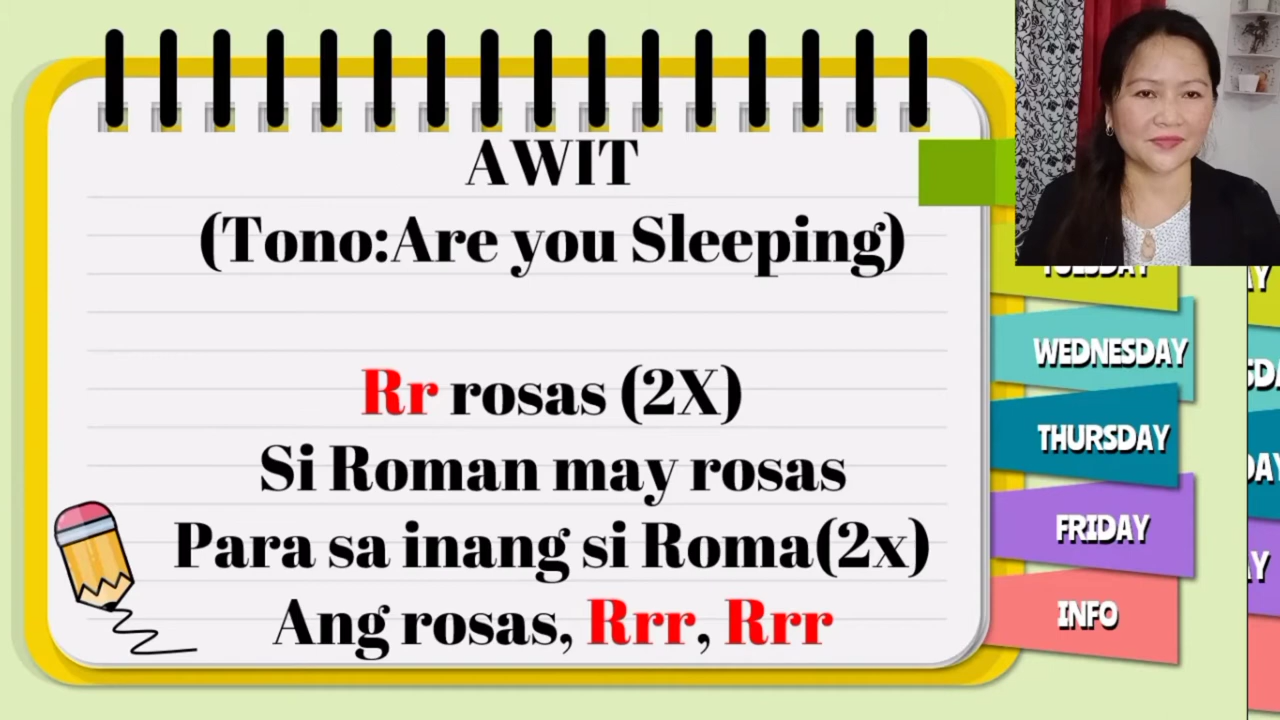 AWIT
(Tono:Are you Sleeping)
Rr rosas (2X)
Si Roman may rosas
Para sa inang si Roma(2x)
Ang rosas, Rrr, Rrr
TUESDAY
WEDNESDAY
THURSDAY
FRIDAY
INFO